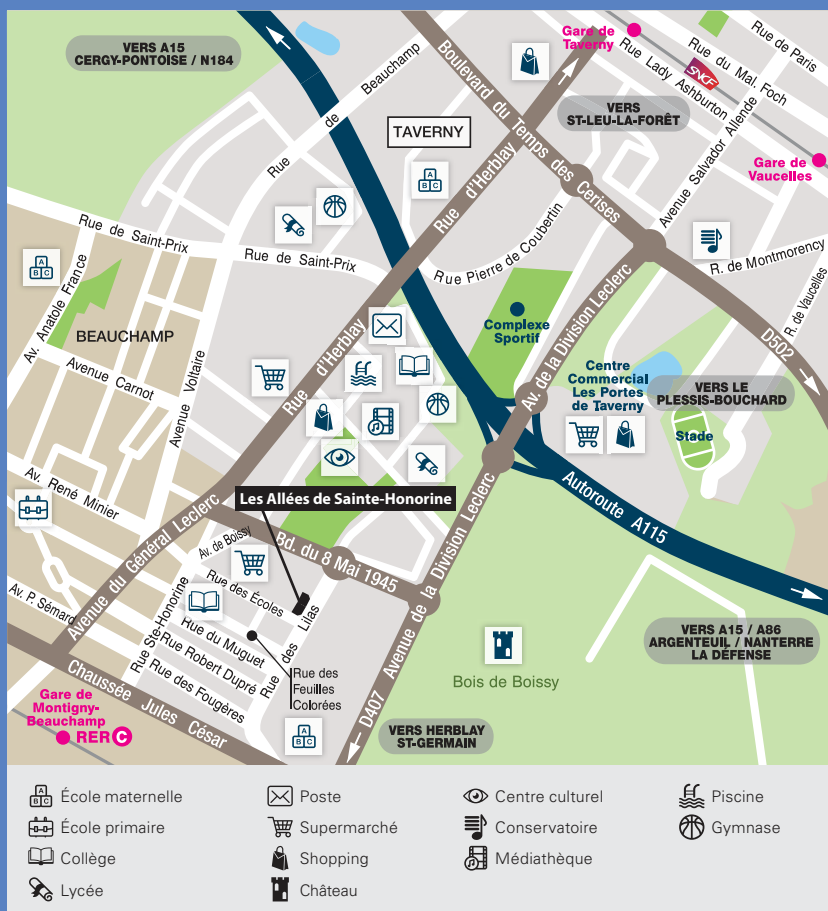 VERS A15
CERGY-PONTOISE / N184
Rue de Beauchamp
Boulevard du Temps des Cerises
Gare de
Taverny
Rue Lady Ashburton
SNCF
Rue du Mal. Foch
Rue de Paris
TAVERNY
VERS
ST-LEU-LA-FORÊT
Gare de
Vaucelles
Avenue Salvador Allende
ABC
Rue d'Herblay
Rue de Saint-Prix
Rue de Saint-Prix
Rue Pierre de Coubertin
R. de Montmorency
R. de Vaucelles
ABC
Av. Anatole France
BEAUCHAMP
Avenue Carnot
Avenue Voltaire
Rue d'Herblay
Complexe
Sportif
Av. de la Division Leclerc
Centre
Commercial
Les Portes
de Taverny
D502
VERS LE
PLESSIS-BOUCHARD
Stade
Av. René Minier
Avenue du Général Leclerc
Les Allées de Sainte-Honorine
Autoroute A115
Av. de Boissy
Bd. du 8 Mai 1945
Avenue de la Division Leclerc
Av. P. Sémard
Rue Ste-Honorine
Rue des Écoles
Rue du Muguet
Rue Robert Dupré
Rue des Fougères
Rue des Lilas
Rue des
Feuilles
Colorées
Chaussée Jules César
Gare de
Montigny-
Beauchamp
RER C
ABC
D407
Bois de Boissy
VERS A15 / A86
ARGENTEUIL / NANTERRE
LA DÉFENSE
VERS HERBLAY
ST-GERMAIN
ABC École maternelle
École primaire
Collège
Lycée
Poste
Supermarché
Shopping
Château
Centre culturel
Conservatoire
Médiathèque
Piscine
Gymnase